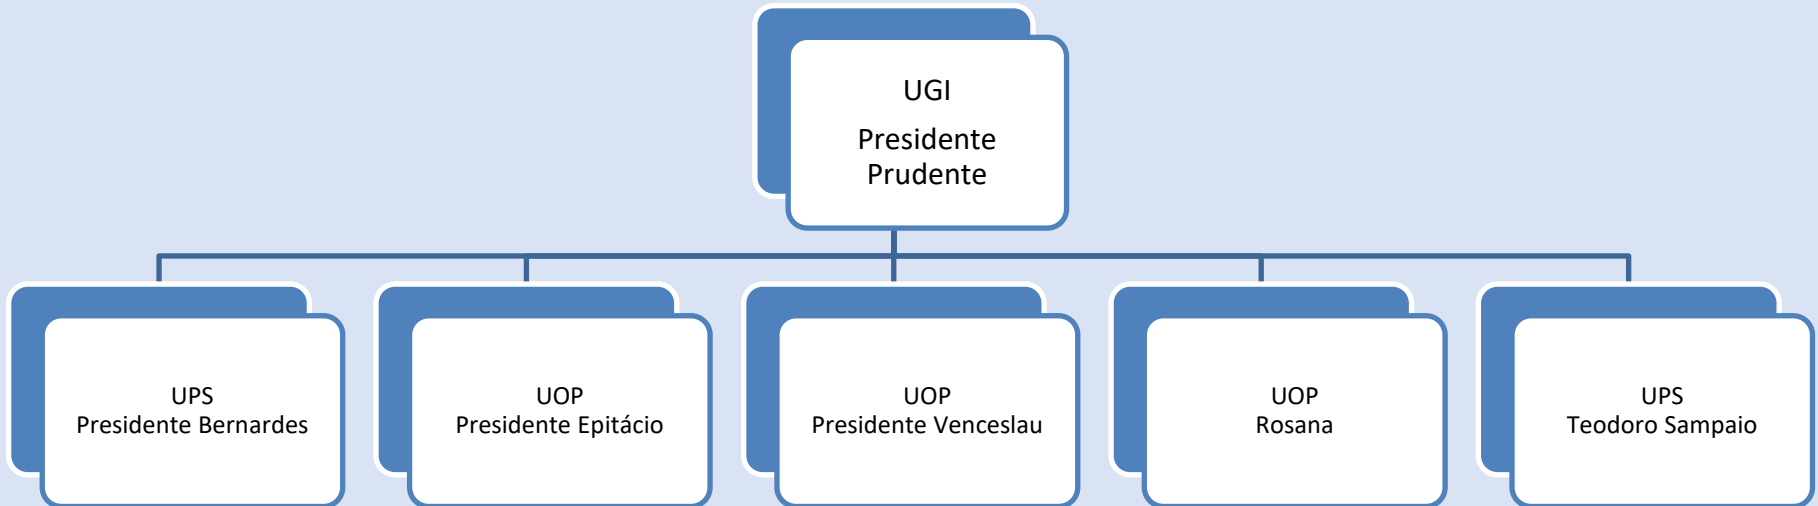 UGI
Presidente
Prudente
UPS
Presidente Bernardes
UOP
Presidente Epitácio
UOP
Presidente Venceslau
UOP
Rosana
UPS
Teodoro Sampaio